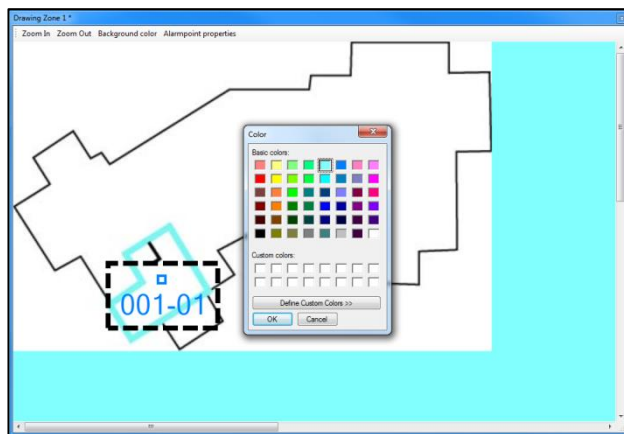 Drawing Zone 1 *
Zoom In Zoom Out Background color Alarmpoint properties
Color
Basic colors:
001-01
Custom colors:
Define Custom Colors >>
OK Cancel